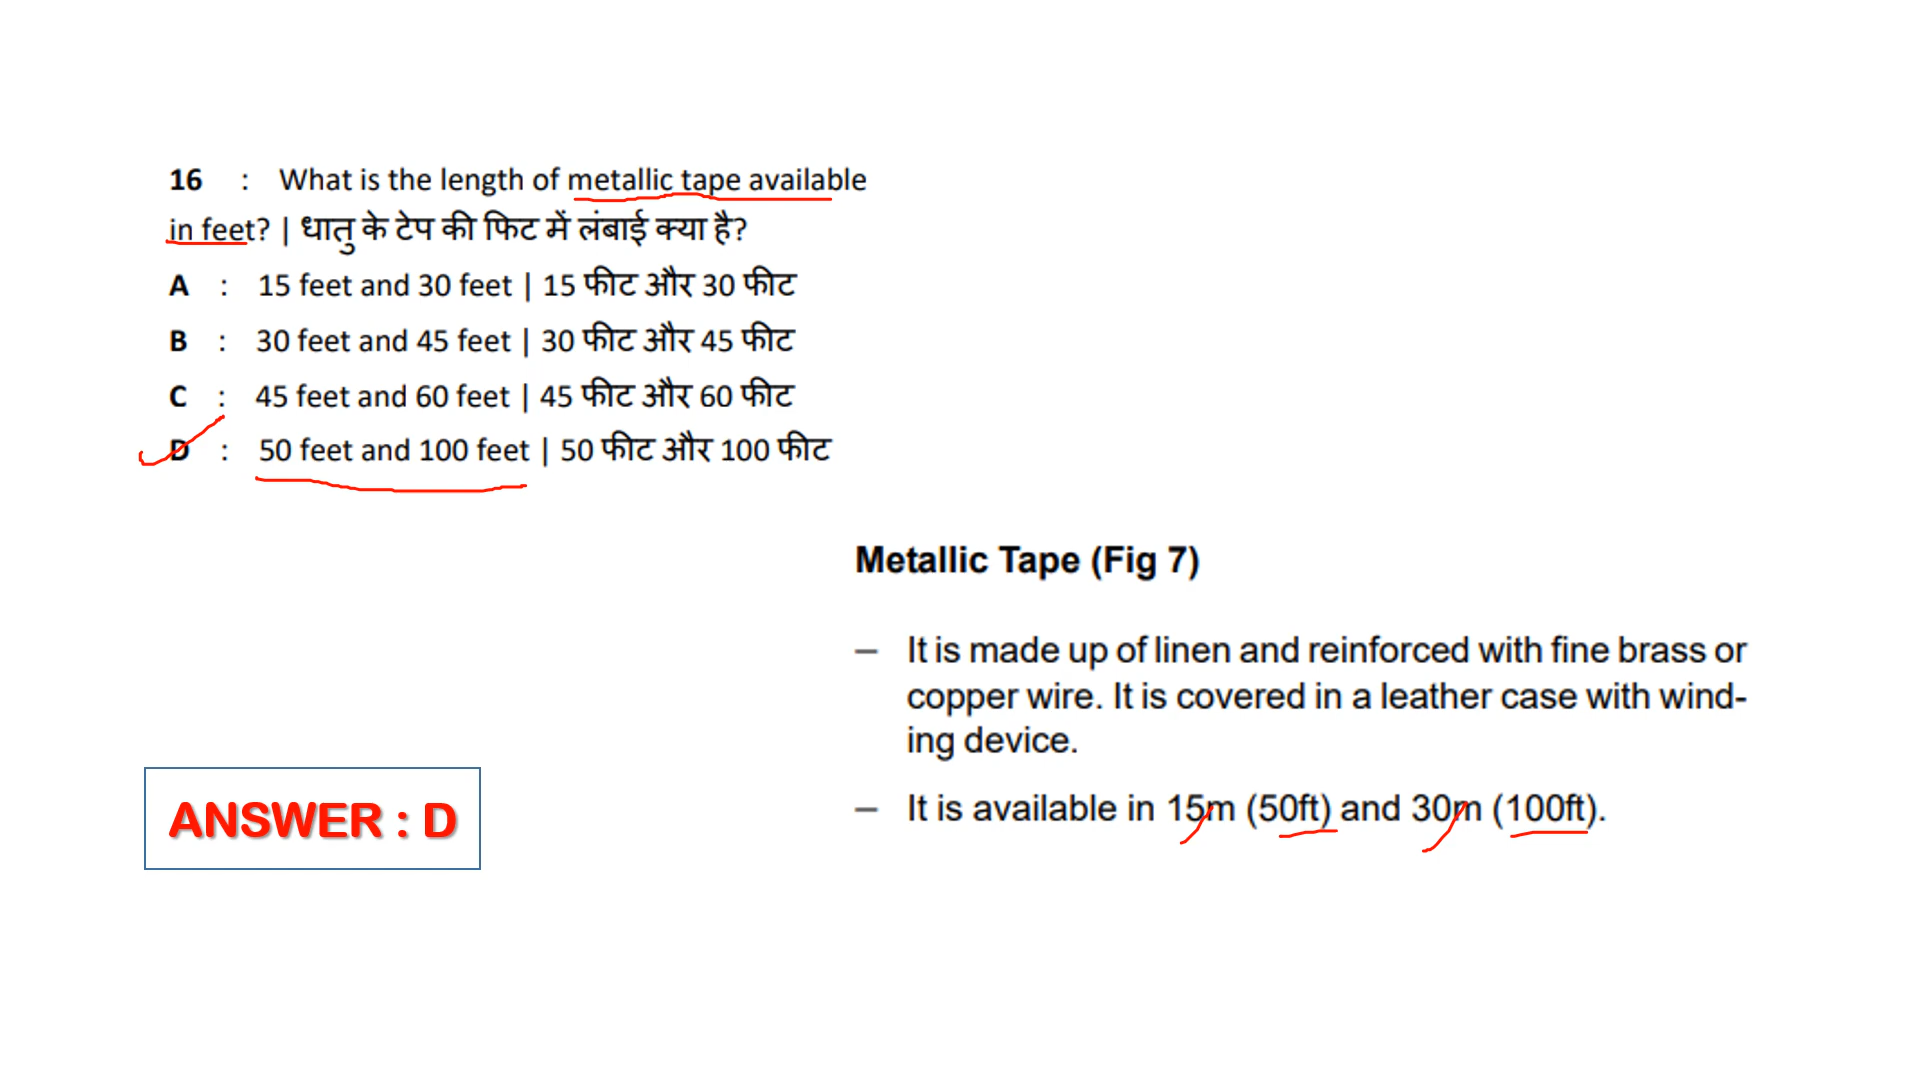 16 : What is the length of metallic tape available
in feet? | धातु के टेप की फिट में लंबाई क्या है?
A : 15 feet and 30 feet | 15 फीट और 30 फीट
B : 30 feet and 45 feet | 30 फीट और 45 फीट
C : 45 feet and 60 feet | 45 फीट और 60 फीट
D : 50 feet and 100 feet | 50 फीट और 100 फीट
Metallic Tape (Fig 7)
– It is made up of linen and reinforced with fine brass or
copper wire. It is covered in a leather case with wind-
ing device.
– It is available in 15m (50ft) and 30m (100ft).
ANSWER : D